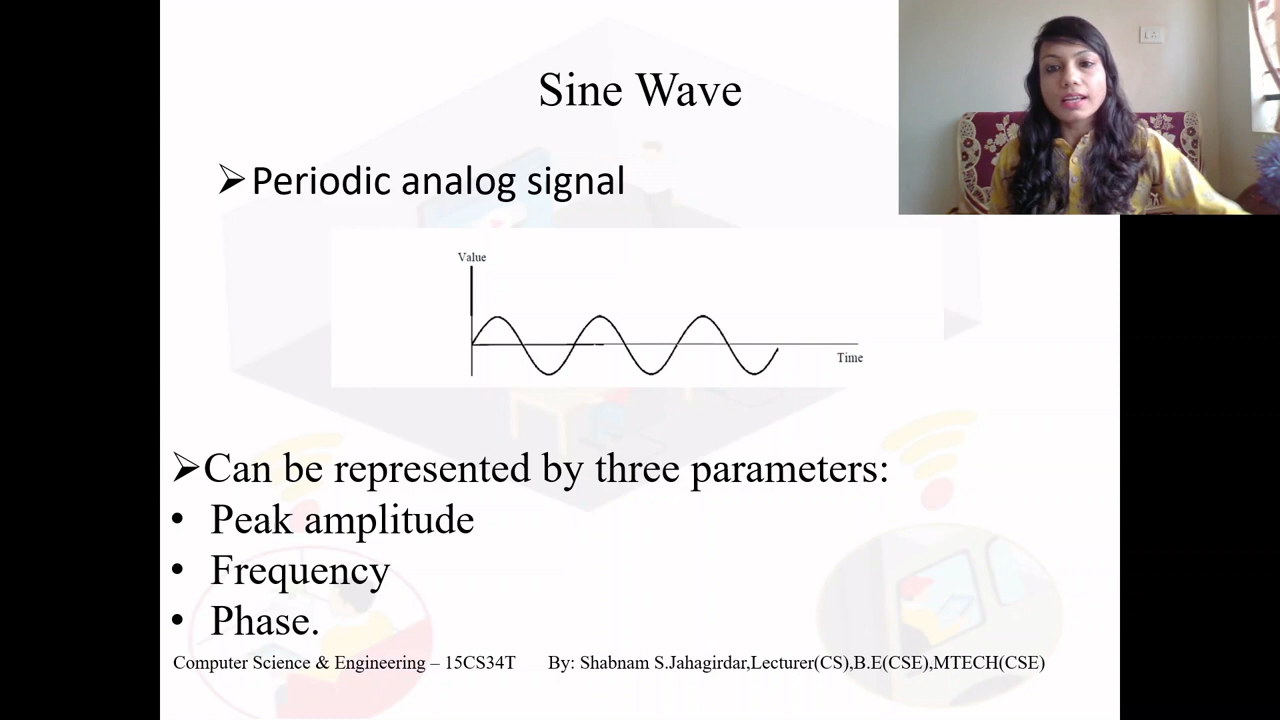 Sine Wave
➢Periodic analog signal
Value
Time
➢Can be represented by three parameters:
• Peak amplitude
• Frequency
• Phase.
Computer Science & Engineering – 15CS34T By: Shabnam S.Jahagirdar,Lecturer(CS),B.E(CSE),MTECH(CSE)